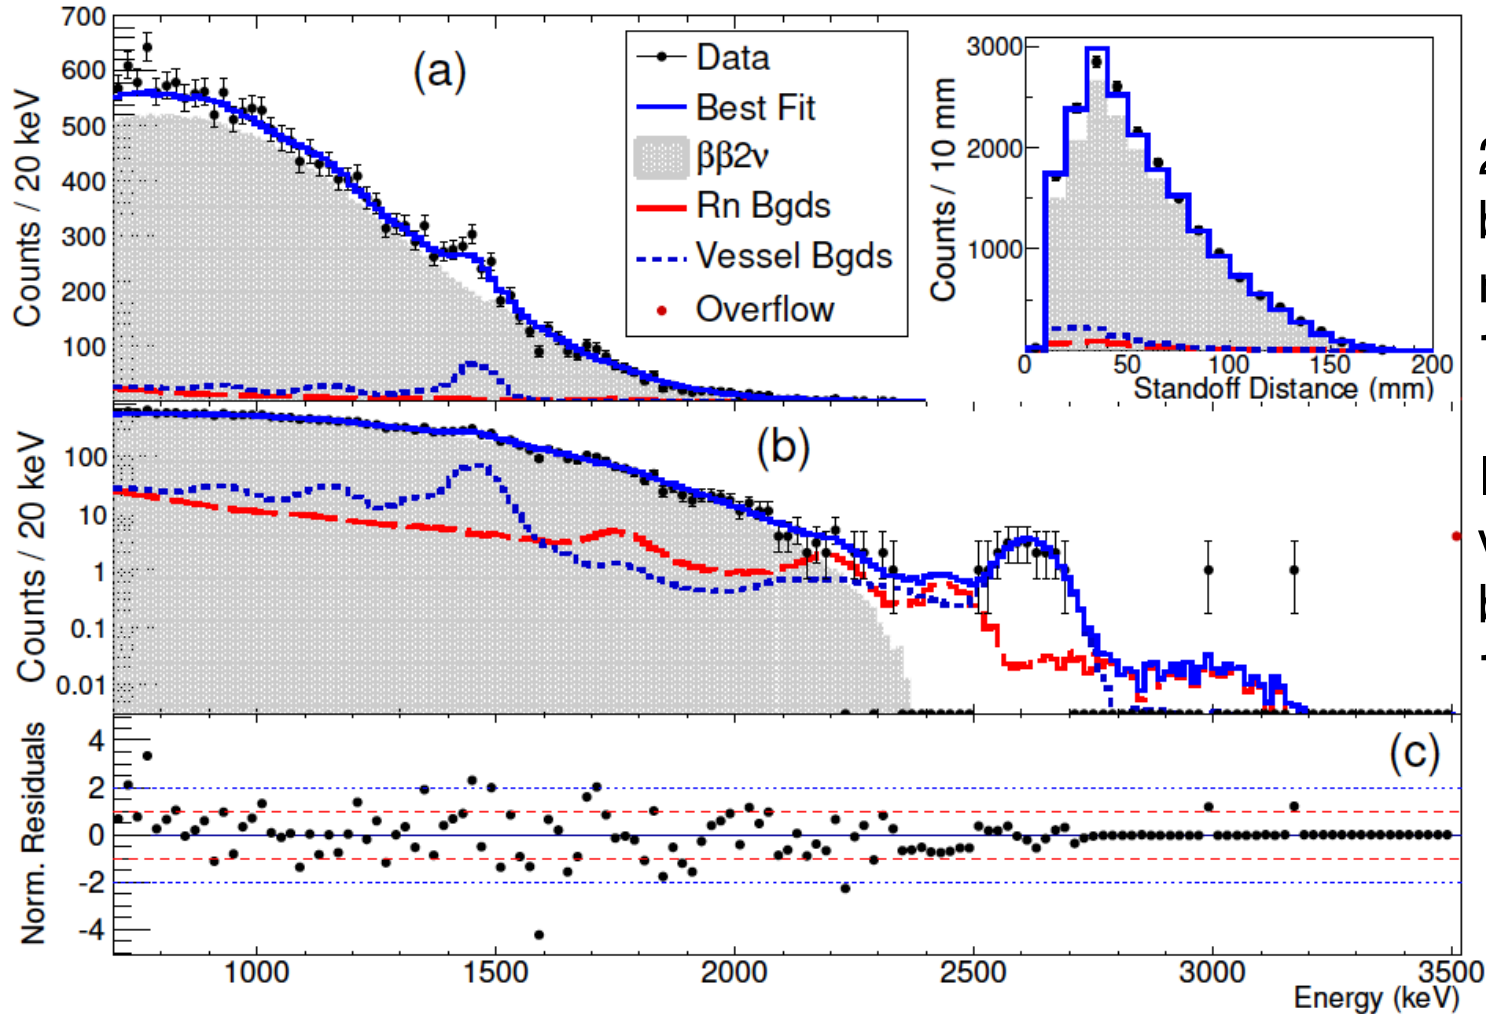 700
600
500
400
300
200
100
Counts / 20 keV
(a)
Data
Best Fit
ββ2ν
Rn Bgds
Vessel Bgds
Overflow
3000
2000
1000
Counts / 10 mm
0
0
50
100
150
200
Standoff Distance (mm)
100
10
1
0.1
0.01
Counts / 20 keV
(b)
4
2
0
-2
-4
Norm. Residuals
(c)
1000
1500
2000
2500
3000
3500
Energy (keV)